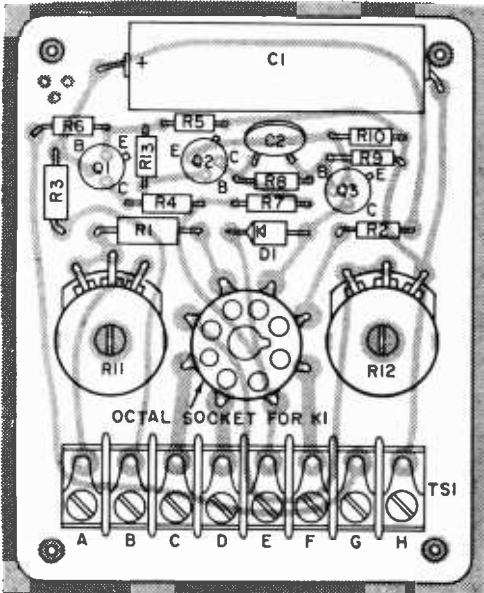 + C1
R6 R5
B E R13 E C2 R10
Q1 Q2 C R9
R3 C B R8 Q3 E
R4 R7 C
R1 D1 R2
R11 R12
OCTAL SOCKET FOR K1
TS1
A B C D E F G H